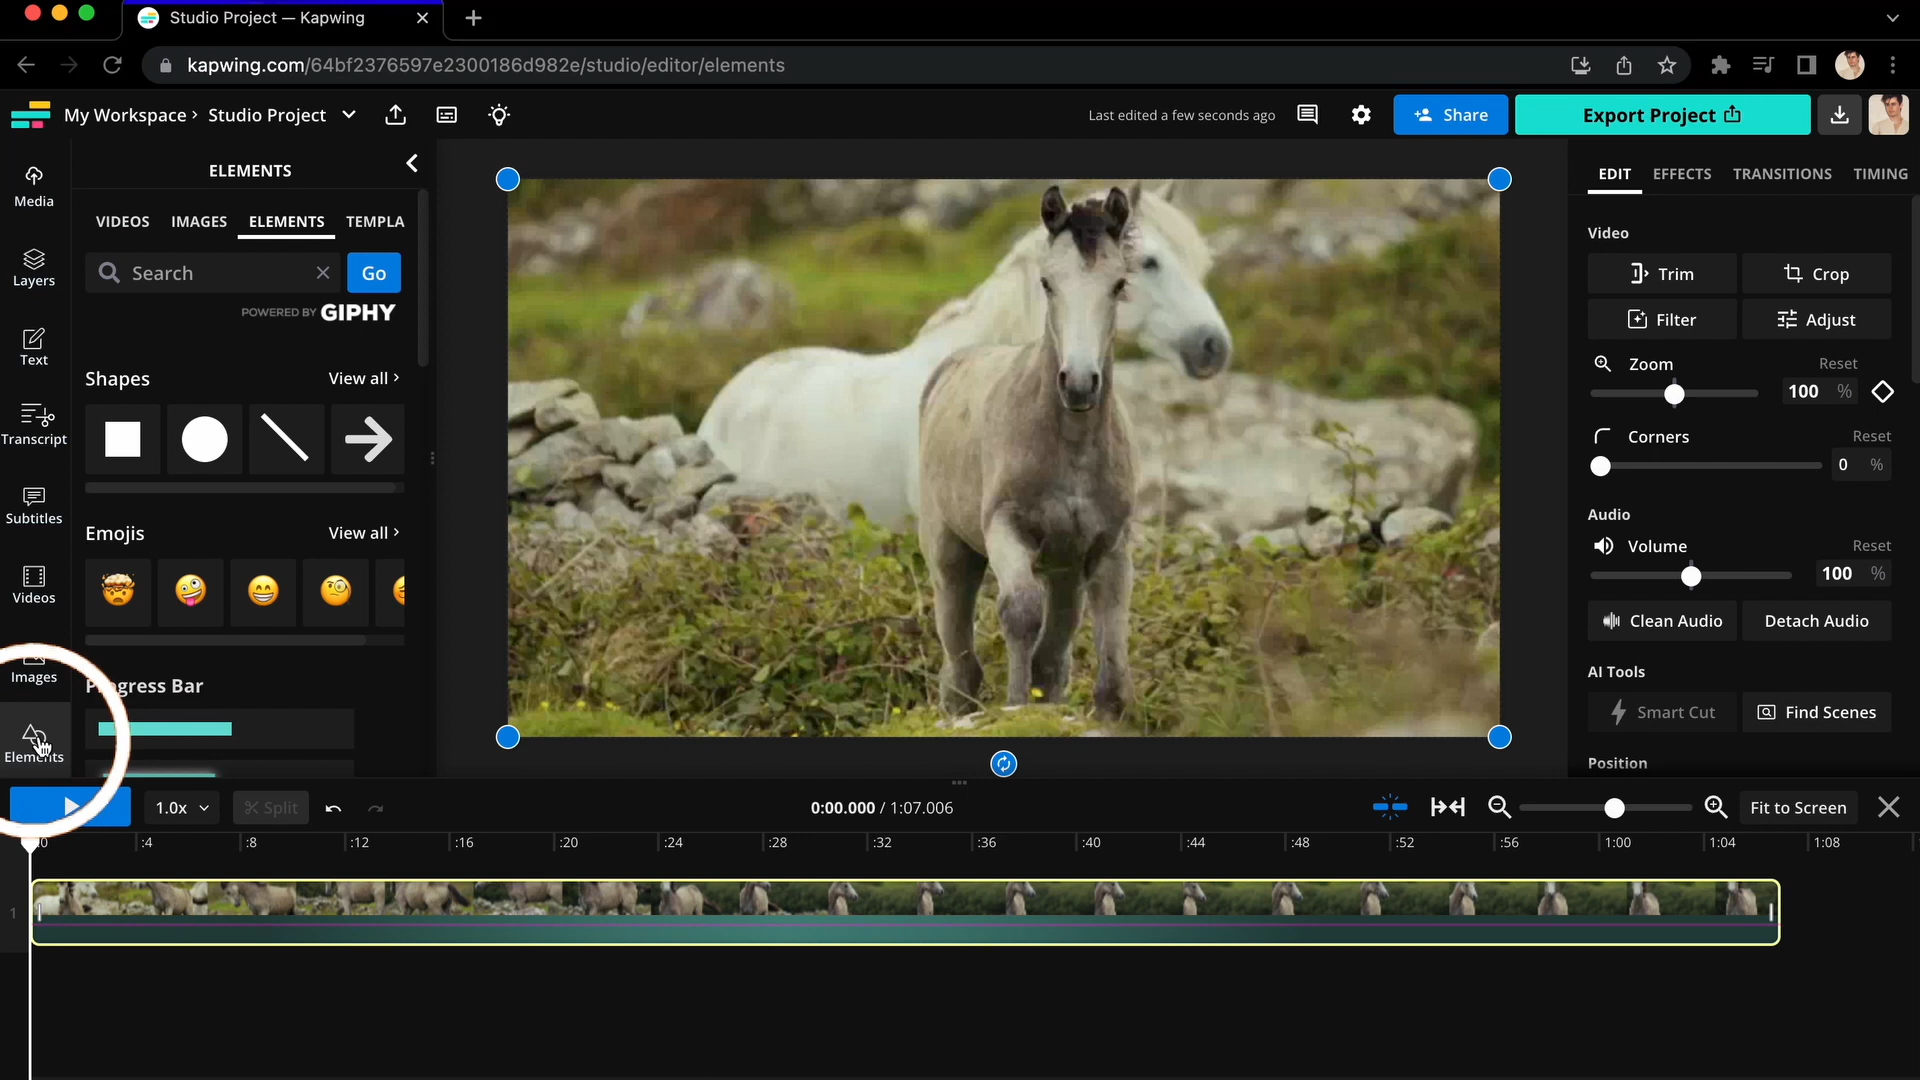 Studio Project — Kapwing
kapwing.com/64bf2376597e2300186d982e/studio/editor/elements
My Workspace › Studio Project
Last edited a few seconds ago
Share
Export Project
Media
Layers
Text
Transcript
Subtitles
Videos
Images
Elements
ELEMENTS
VIDEOS IMAGES ELEMENTS TEMPLA
Search
Go
POWERED BY GIPHY
Shapes
View all ›
Emojis
View all ›
Progress Bar
EDIT EFFECTS TRANSITIONS TIMING
Video
Trim
Crop
Filter
Adjust
Zoom
Reset
100 %
Corners
Reset
0 %
Audio
Volume
Reset
100 %
Clean Audio
Detach Audio
AI Tools
Smart Cut
Find Scenes
Position
1.0x
Split
0:00.000 / 1:07.006
Fit to Screen
:0 :4 :8 :12 :16 :20 :24 :28 :32 :36 :40 :44 :48 :52 :56 1:00 1:04 1:08
1